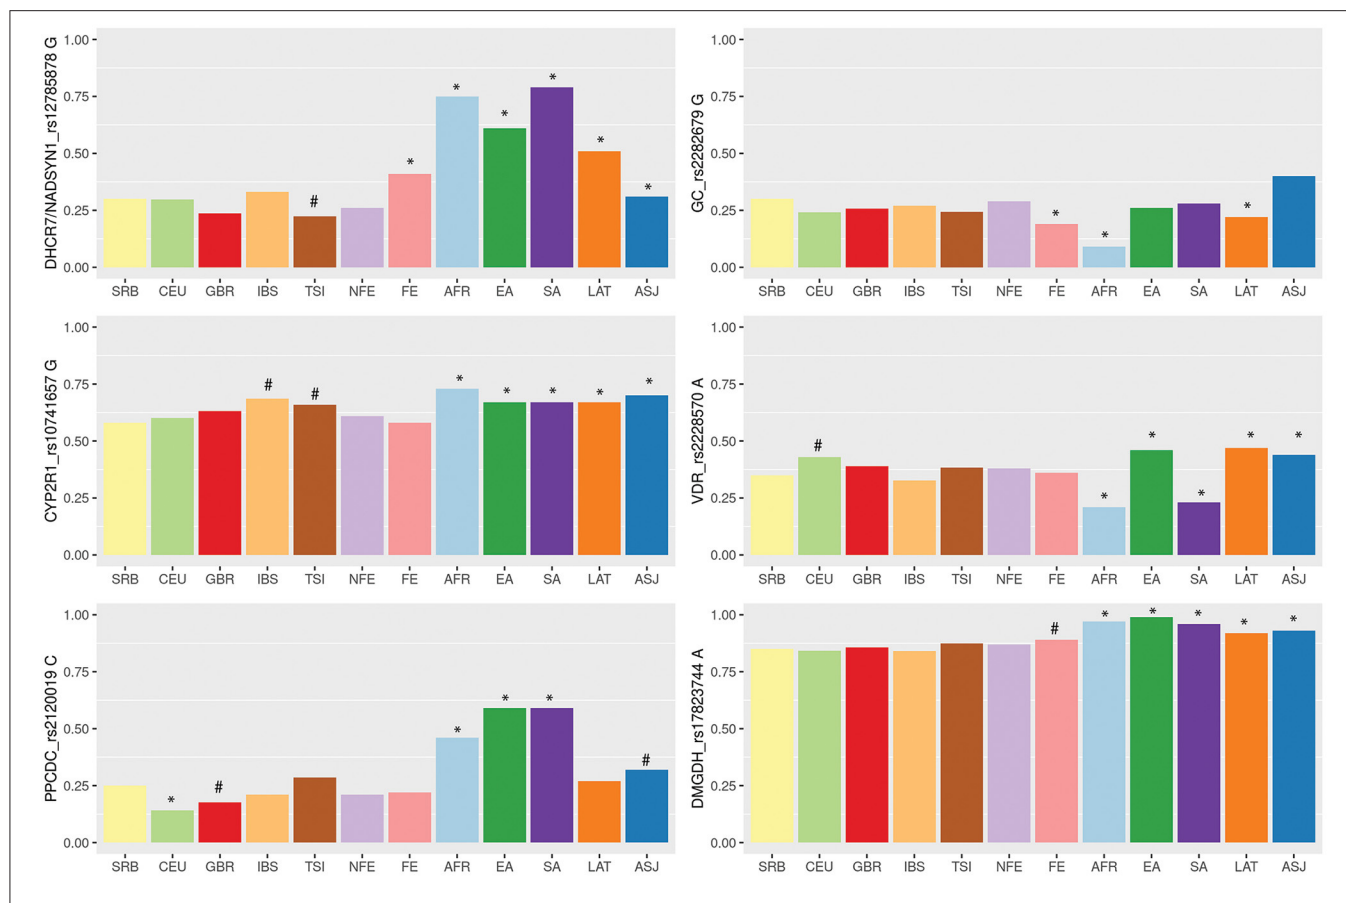 DHCR7/NADSYN1_rs12785878 G
1.00
0.75
0.50
0.25
0.00
* * * * * * #
SRB CEU GBR IBS TSI NFE FE AFR EA SA LAT ASJ
GC_rs2282679 G
1.00
0.75
0.50
0.25
0.00
* * *
SRB CEU GBR IBS TSI NFE FE AFR EA SA LAT ASJ
CYP2R1_rs10741657 G
1.00
0.75
0.50
0.25
0.00
# # * * * * *
SRB CEU GBR IBS TSI NFE FE AFR EA SA LAT ASJ
VDR_rs2228570 A
1.00
0.75
0.50
0.25
0.00
# * * * * *
SRB CEU GBR IBS TSI NFE FE AFR EA SA LAT ASJ
PPCDC_rs2120019 C
1.00
0.75
0.50
0.25
0.00
* # * * * #
SRB CEU GBR IBS TSI NFE FE AFR EA SA LAT ASJ
DMGDH_rs17823744 A
1.00
0.75
0.50
0.25
0.00
# * * * * *
SRB CEU GBR IBS TSI NFE FE AFR EA SA LAT ASJ